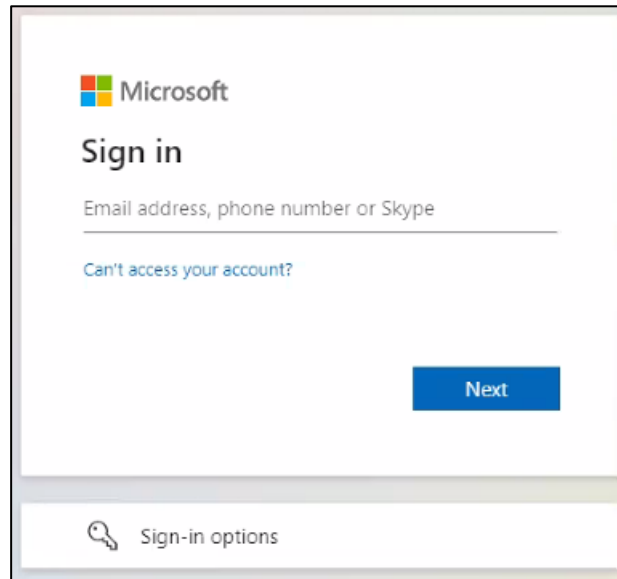 Microsoft
Sign in
Email address, phone number or Skype
Can't access your account?
Next
Sign-in options